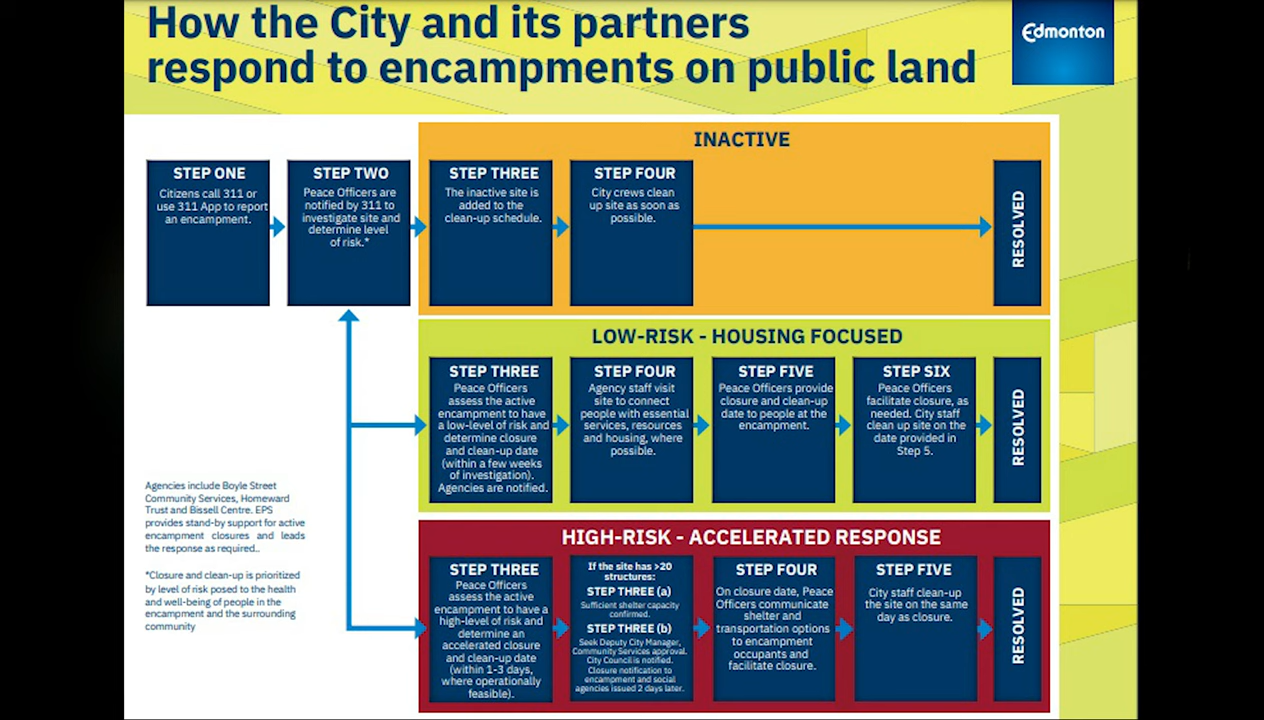 How the City and its partners
respond to encampments on public land
Edmonton
STEP ONE
Citizens call 311 or
use 311 App to report
an encampment.
STEP TWO
Peace Officers are
notified by 311 to
investigate site and
determine level
of risk.*
INACTIVE
STEP THREE
The inactive site is
added to the
clean-up schedule.
STEP FOUR
City crews clean
up site as soon as
possible.
RESOLVED
LOW-RISK - HOUSING FOCUSED
STEP THREE
Peace Officers
assess the active
encampment to have
a low-level of risk and
determine closure
and clean-up date
(within a few weeks
of investigation).
Agencies are notified.
STEP FOUR
Agency staff visit
site to connect
people with essential
services, resources
and housing, where
possible.
STEP FIVE
Peace Officers provide
closure and clean-up
date to people at the
encampment.
STEP SIX
Peace Officers
facilitate closure, as
needed. City staff
clean up site on the
date provided in
Step 5.
RESOLVED
Agencies include Boyle Street
Community Services, Homeward
Trust and Bissell Centre. EPS
provides stand-by support for active
encampment closures and leads
the response as required..
*Closure and clean-up is prioritized
by level of risk posed to the health
and well-being of people in the
encampment and the surrounding
community
HIGH-RISK - ACCELERATED RESPONSE
STEP THREE
Peace Officers
assess the active
encampment to have a
high-level of risk and
determine an
accelerated closure
and clean-up date
(within 1-3 days,
where operationally
feasible).
If the site has >20
structures:
STEP THREE (a)
Sufficient shelter capacity
confirmed.
STEP THREE (b)
Seek Deputy City Manager,
Community Services approval.
City Council is notified.
Closure notification to
encampment and social
agencies issued 2 days later.
STEP FOUR
On closure date, Peace
Officers communicate
shelter and
transportation options
to encampment
occupants and
facilitate closure.
STEP FIVE
City staff clean-up
the site on the same
day as closure.
RESOLVED